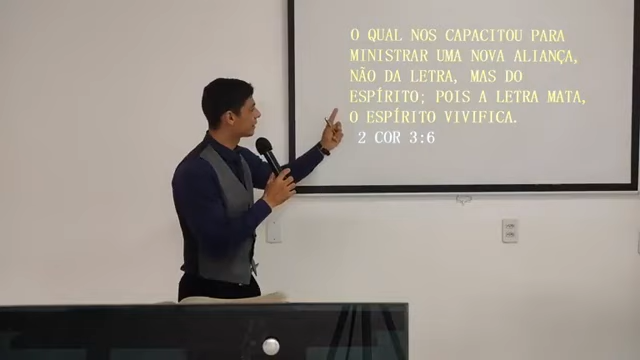 O QUAL NOS CAPACITOU PARA
MINISTRAR UMA NOVA ALIANÇA,
NÃO DA LETRA, MAS DO
ESPÍRITO; POIS A LETRA MATA,
O ESPÍRITO VIVIFICA.
2 COR 3:6